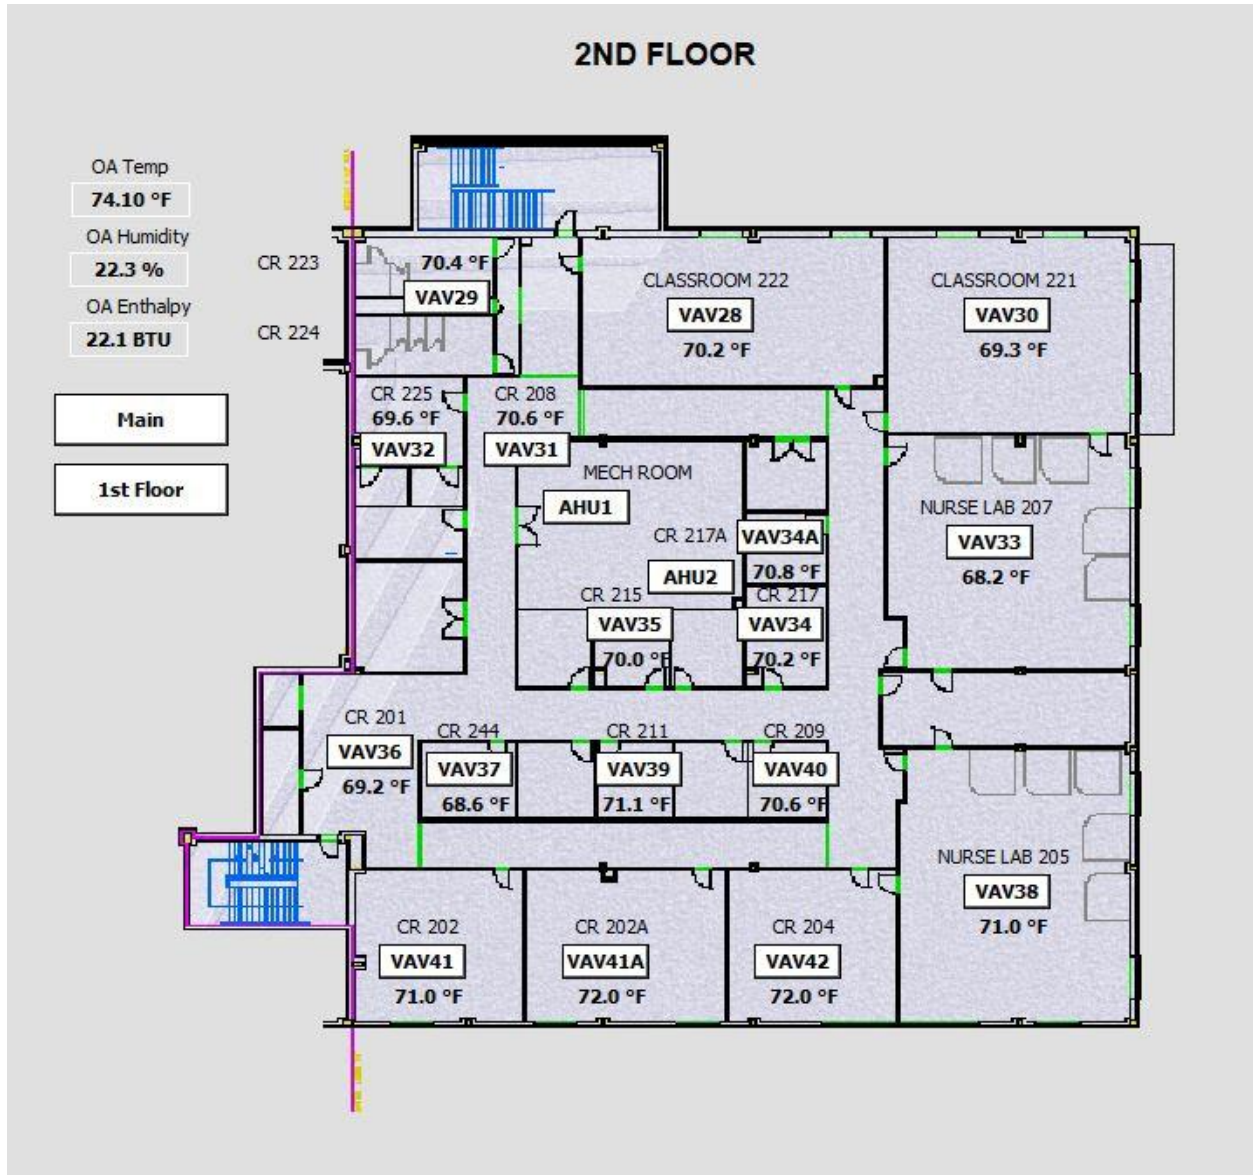 2ND FLOOR
OA Temp
74.10 °F
OA Humidity
22.3 %
OA Enthalpy
22.1 BTU
Main
1st Floor
CR 223
70.4 °F
VAV29
CR 224
CLASSROOM 222
VAV28
70.2 °F
CLASSROOM 221
VAV30
69.3 °F
CR 225
69.6 °F
VAV32
CR 208
70.6 °F
VAV31
MECH ROOM
AHU1
CR 217A
VAV34A
70.8 °F
AHU2
NURSE LAB 207
VAV33
68.2 °F
CR 215
VAV35
70.0 °F
CR 217
VAV34
70.2 °F
CR 201
VAV36
69.2 °F
CR 244
VAV37
68.6 °F
CR 211
VAV39
71.1 °F
CR 209
VAV40
70.6 °F
NURSE LAB 205
VAV38
71.0 °F
CR 202
VAV41
71.0 °F
CR 202A
VAV41A
72.0 °F
CR 204
VAV42
72.0 °F